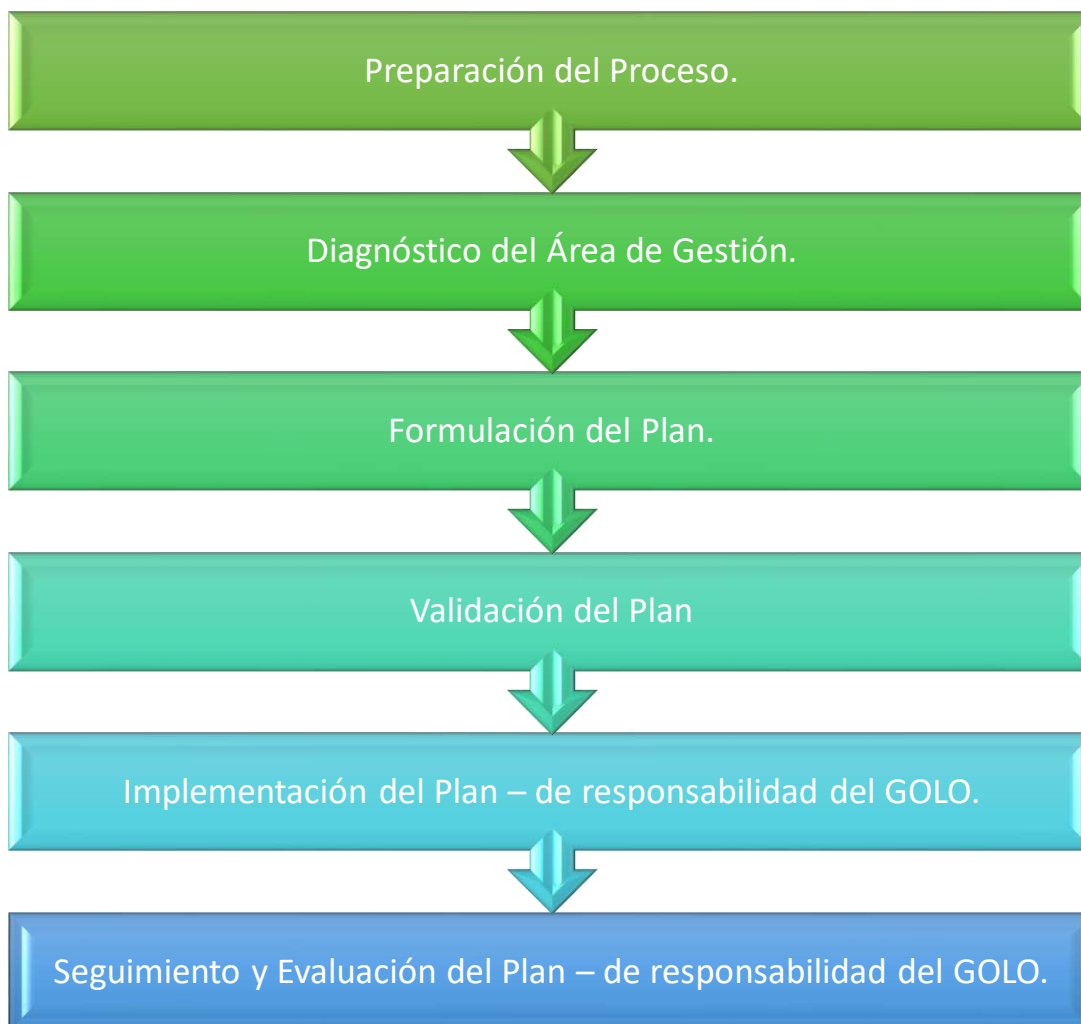 Preparación del Proceso.
Diagnóstico del Área de Gestión.
Formulación del Plan.
Validación del Plan
Implementación del Plan – de responsabilidad del GOLO.
Seguimiento y Evaluación del Plan – de responsabilidad del GOLO.